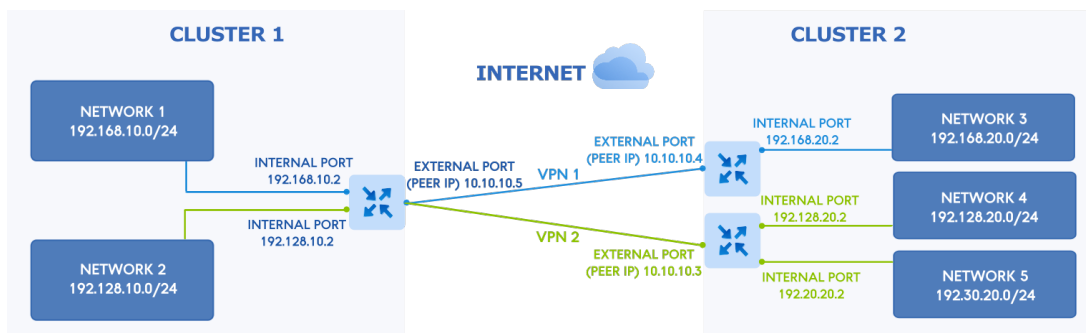 CLUSTER 1
CLUSTER 2
INTERNET
NETWORK 1
192.168.10.0/24
NETWORK 2
192.128.10.0/24
INTERNAL PORT
192.168.10.2
INTERNAL PORT
192.128.10.2
EXTERNAL PORT
(PEER IP) 10.10.10.5
VPN 1
VPN 2
EXTERNAL PORT
(PEER IP) 10.10.10.4
EXTERNAL PORT
(PEER IP) 10.10.10.3
INTERNAL PORT
192.168.20.2
INTERNAL PORT
192.128.20.2
INTERNAL PORT
192.20.20.2
NETWORK 3
192.168.20.0/24
NETWORK 4
192.128.20.0/24
NETWORK 5
192.30.20.0/24